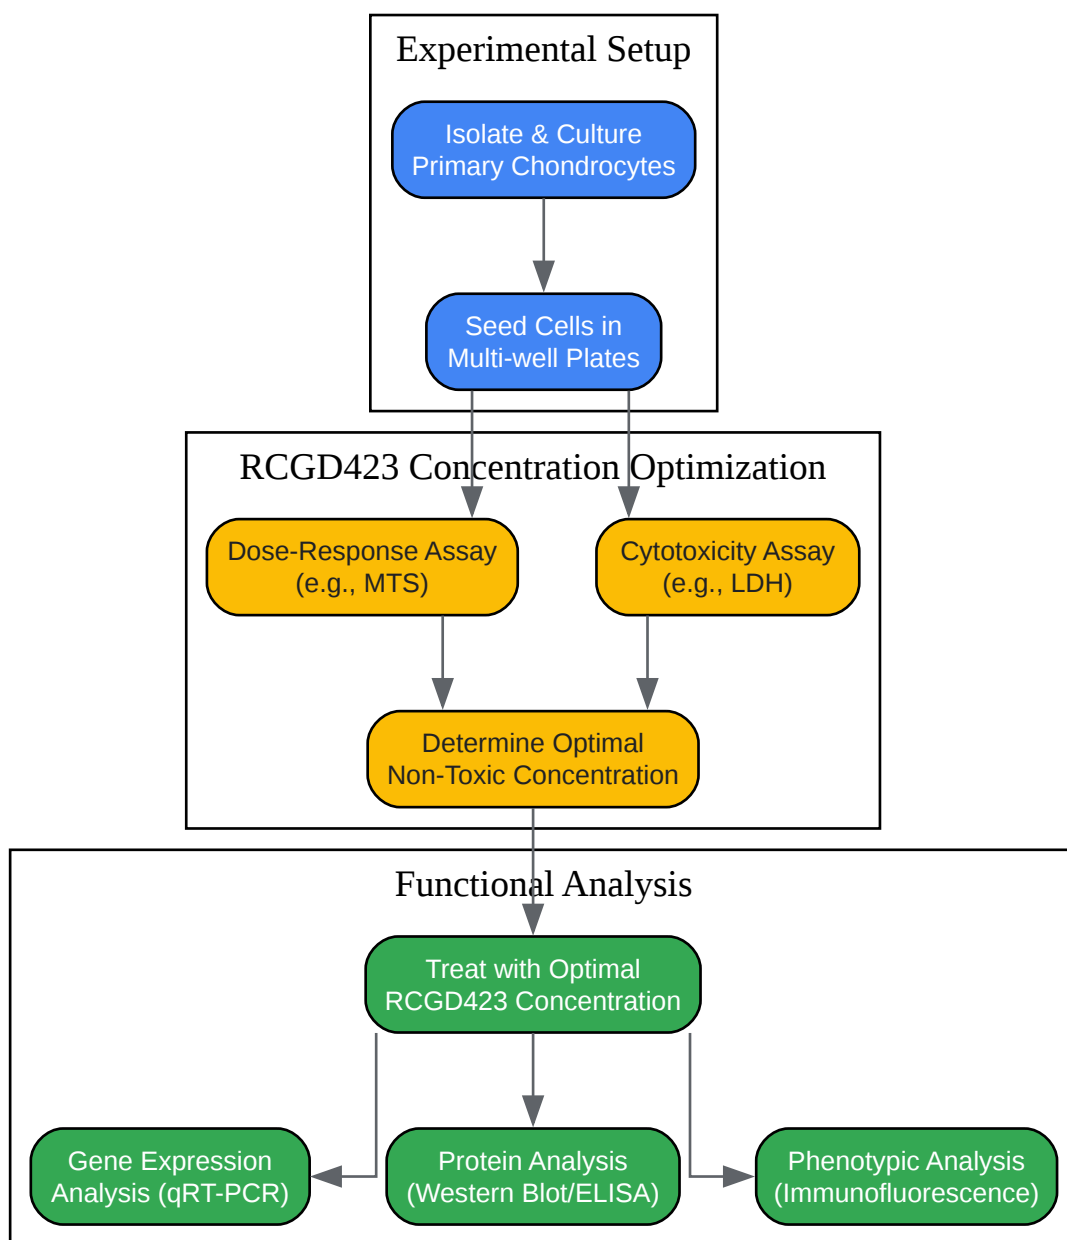 Experimental Setup
Isolate & Culture
Primary Chondrocytes
Seed Cells in
Multi-well Plates
RCGD423 Concentration Optimization
Dose-Response Assay
(e.g., MTS)
Cytotoxicity Assay
(e.g., LDH)
Determine Optimal
Non-Toxic Concentration
Functional Analysis
Treat with Optimal
RCGD423 Concentration
Gene Expression
Analysis (qRT-PCR)
Protein Analysis
(Western Blot/ELISA)
Phenotypic Analysis
(Immunofluorescence)